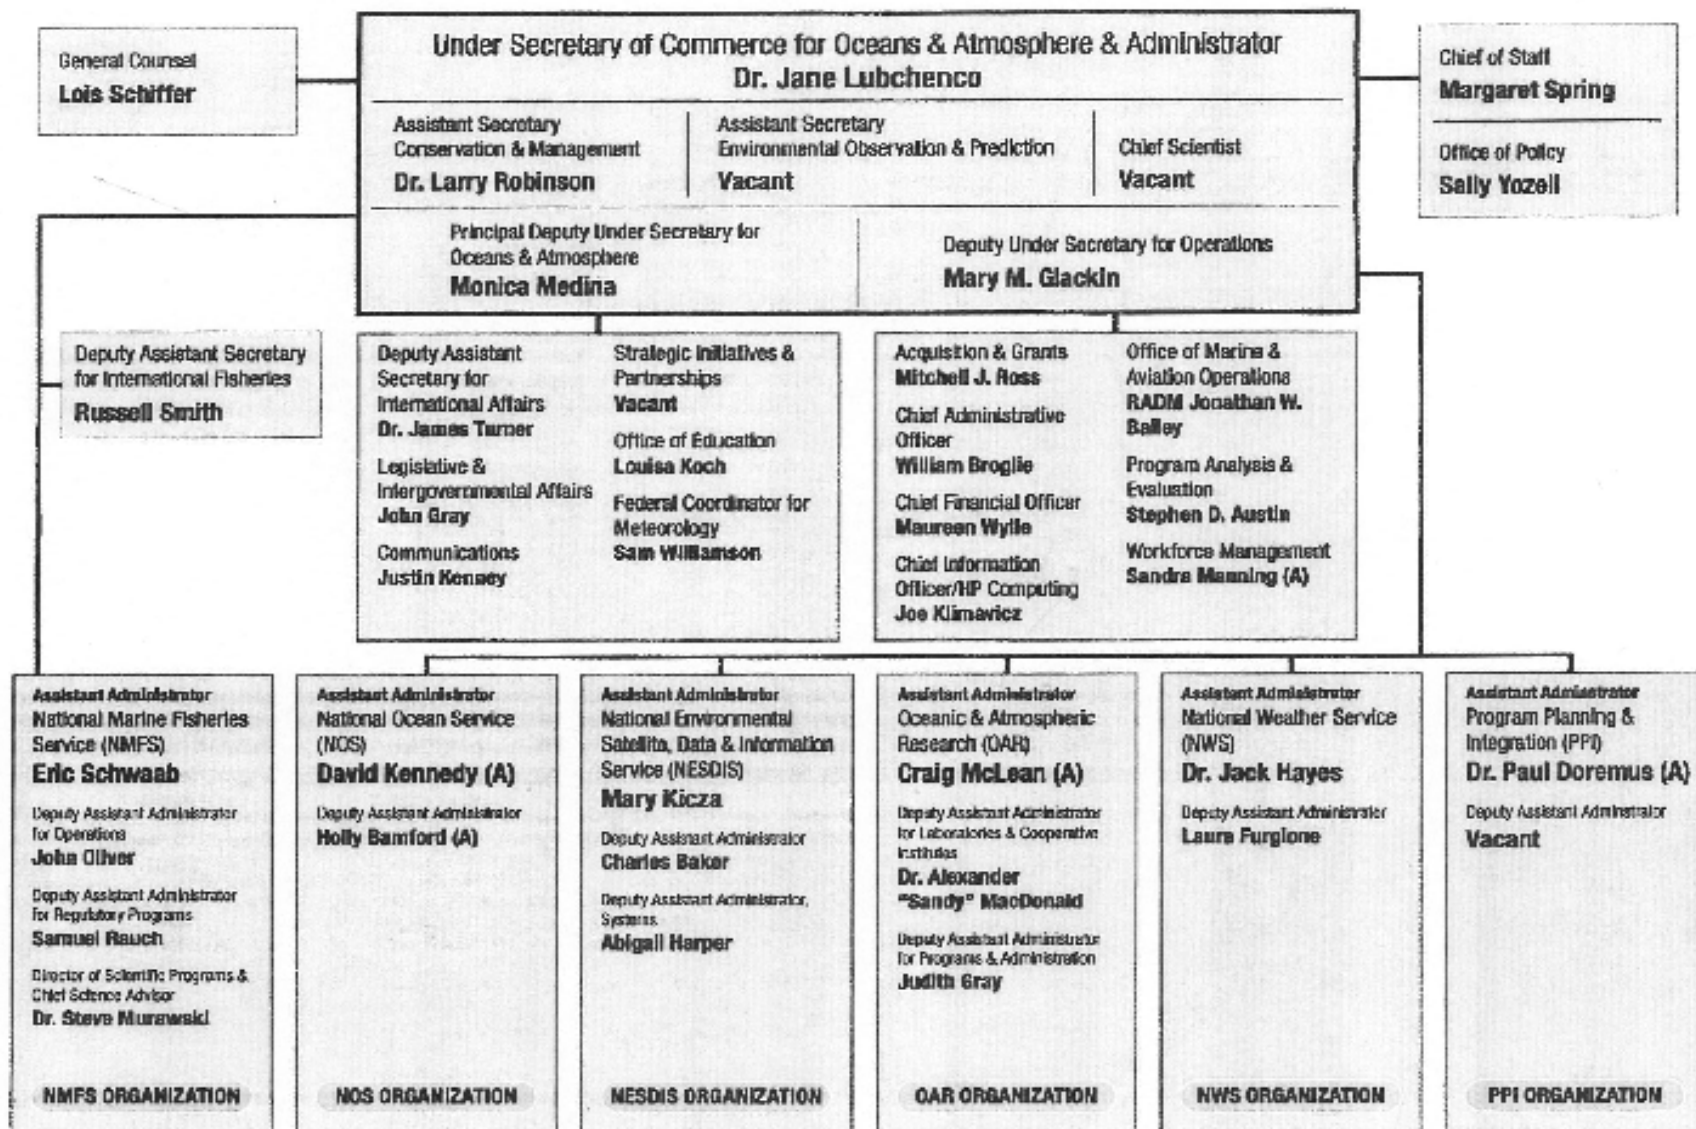 General Counsel
Lois Schiffer
Under Secretary of Commerce for Oceans & Atmosphere & Administrator
Dr. Jane Lubchenco
Assistant Secretary
Conservation & Management
Dr. Larry Robinson
Assistant Secretary
Environmental Observation & Prediction
Vacant
Chief Scientist
Vacant
Principal Deputy Under Secretary for
Oceans & Atmosphere
Monica Medina
Deputy Under Secretary for Operations
Mary M. Glackin
Chief of Staff
Margaret Spring
Office of Policy
Sally Yozell
Deputy Assistant Secretary
for International Fisheries
Russell Smith
Deputy Assistant
Secretary for
International Affairs
Dr. James Turner
Legislative &
Intergovernmental Affairs
John Gray
Communications
Justin Kenney
Strategic Initiatives &
Partnerships
Vacant
Office of Education
Louisa Koch
Federal Coordinator for
Meteorology
Sam Williamson
Acquisition & Grants
Mitchell J. Ross
Chief Administrative
Officer
William Broglie
Chief Financial Officer
Maureen Wylie
Chief Information
Officer/HP Computing
Joe Klimavicz
Office of Marine &
Aviation Operations
RADM Jonathan W.
Bailey
Program Analysis &
Evaluation
Stephen D. Austin
Workforce Management
Sandra Manning (A)
Assistant Administrator
National Marine Fisheries
Service (NMFS)
Eric Schwaab
Deputy Assistant Administrator
for Operations
John Oliver
Deputy Assistant Administrator
for Regulatory Programs
Samuel Rauch
Director of Scientific Programs &
Chief Science Advisor
Dr. Steve Murawski
NMFS ORGANIZATION
Assistant Administrator
National Ocean Service
(NOS)
David Kennedy (A)
Deputy Assistant Administrator
Holly Bamford (A)
NOS ORGANIZATION
Assistant Administrator
National Environmental
Satellite, Data & Information
Service (NESDIS)
Mary Kicza
Deputy Assistant Administrator
Charles Baker
Deputy Assistant Administrator,
Systems
Abigail Harper
NESDIS ORGANIZATION
Assistant Administrator
Oceanic & Atmospheric
Research (OAR)
Craig McLean (A)
Deputy Assistant Administrator
for Laboratories & Cooperative
Institutes
Dr. Alexander
"Sandy" MacDonald
Deputy Assistant Administrator
for Programs & Administration
Judith Gray
OAR ORGANIZATION
Assistant Administrator
National Weather Service
(NWS)
Dr. Jack Hayes
Deputy Assistant Administrator
Laura Furgione
NWS ORGANIZATION
Assistant Administrator
Program Planning &
Integration (PPI)
Dr. Paul Doremus (A)
Deputy Assistant Administrator
Vacant
PPI ORGANIZATION